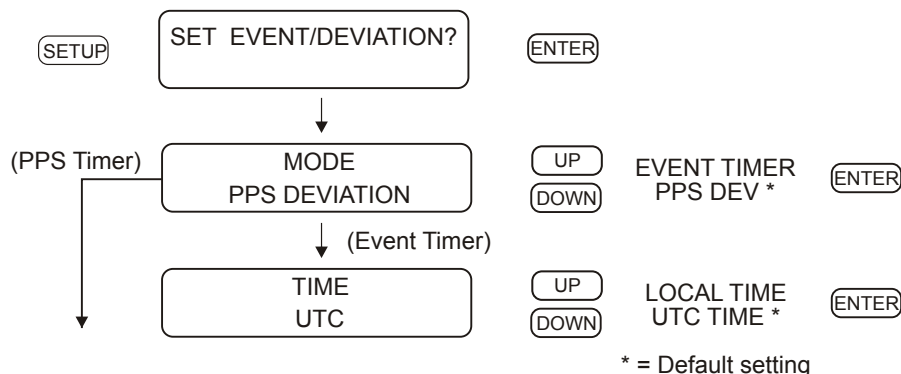 SETUP
SET EVENT/DEVIATION?
ENTER
(PPS Timer)
MODE
PPS DEVIATION
UP
DOWN
EVENT TIMER
PPS DEV *
ENTER
(Event Timer)
TIME
UTC
UP
DOWN
LOCAL TIME
UTC TIME *
ENTER
* = Default setting